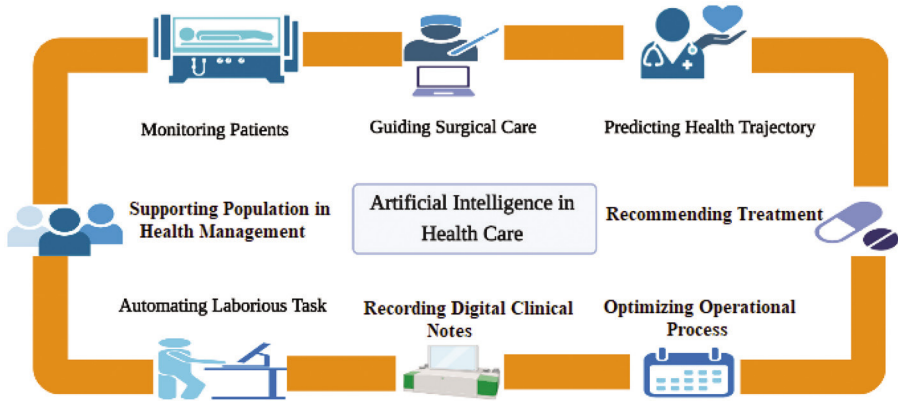 Monitoring Patients
Guiding Surgical Care
Predicting Health Trajectory
Supporting Population in
Health Management
Artificial Intelligence in
Health Care
Recommending Treatment
Automating Laborious Task
Recording Digital Clinical
Notes
Optimizing Operational
Process